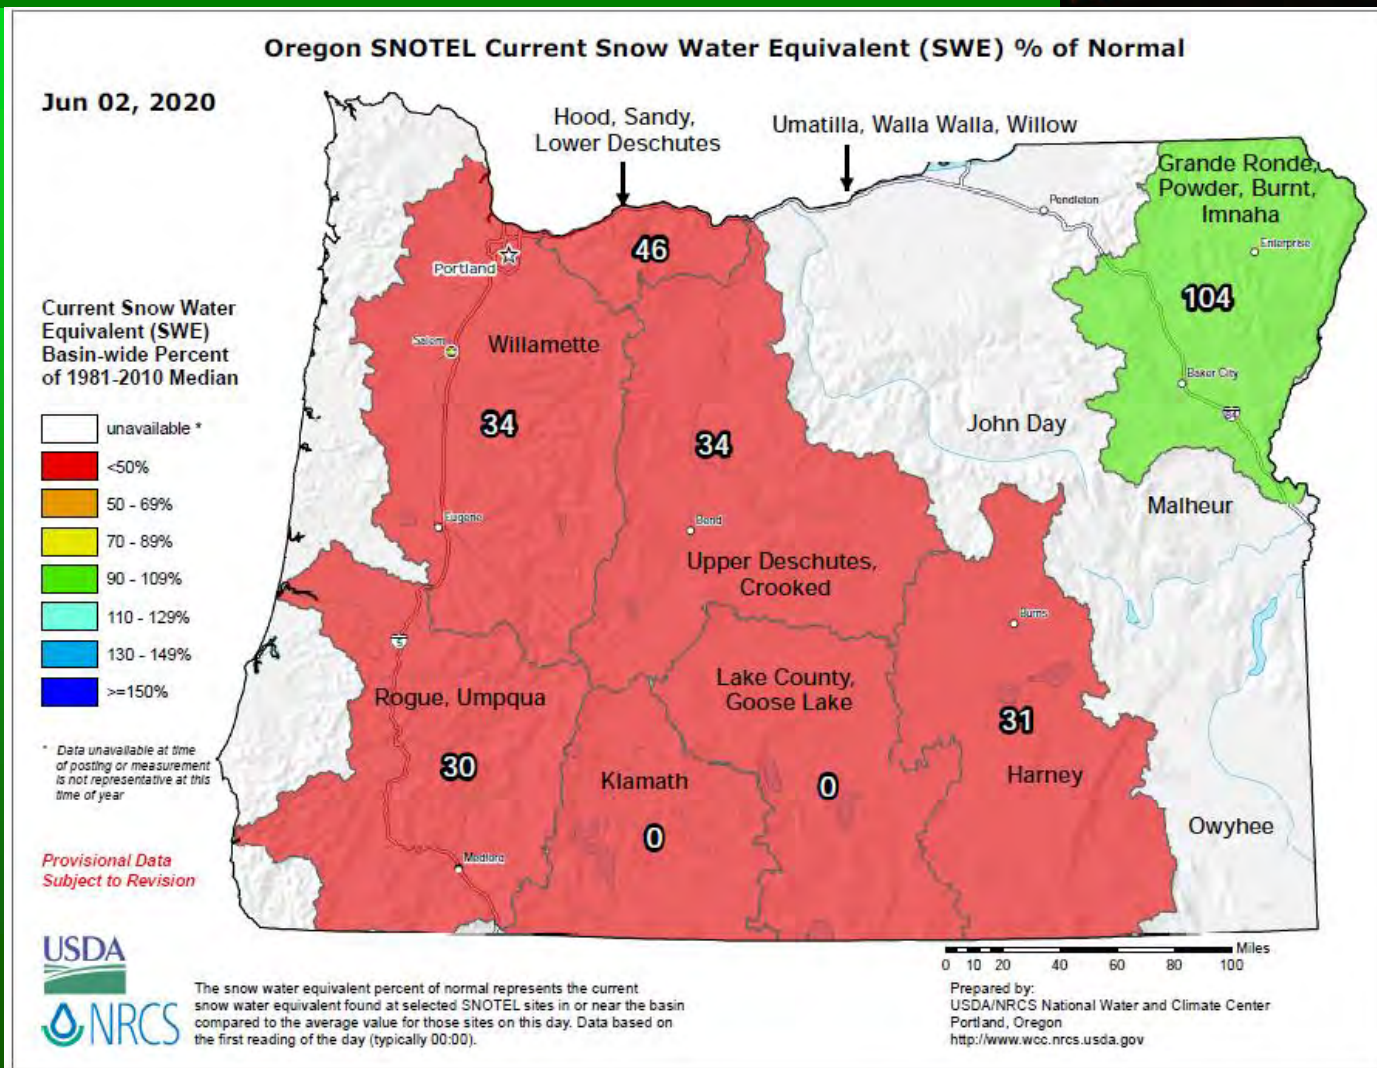 Oregon SNOTEL Current Snow Water Equivalent (SWE) % of Normal
Jun 02, 2020
Hood, Sandy,
Lower Deschutes
Umatilla, Walla Walla, Willow
Grande Ronde,
Powder, Burnt,
Imnaha
Pendleton
Enterprise
46
104
Portland
Current Snow Water
Equivalent (SWE)
Basin-wide Percent
of 1981-2010 Median
Salem
Willamette
Baker City
84
unavailable *
<50%
50 - 69%
70 - 89%
90 - 109%
110 - 129%
130 - 149%
>=150%
34
34
John Day
Malheur
Eugene
Bend
Upper Deschutes,
Crooked
Burns
5
Rogue, Umpqua
30
Lake County,
Goose Lake
0
31
Harney
Klamath
0
Owyhee
Medford
* Data unavailable at time
of posting or measurement
is not representative at this
time of year
Provisional Data
Subject to Revision
USDA
NRCS
The snow water equivalent percent of normal represents the current
snow water equivalent found at selected SNOTEL sites in or near the basin
compared to the average value for those sites on this day. Data based on
the first reading of the day (typically 00:00).
Miles
0 10 20 40 60 80 100
Prepared by:
USDA/NRCS National Water and Climate Center
Portland, Oregon
http://www.wcc.nrcs.usda.gov